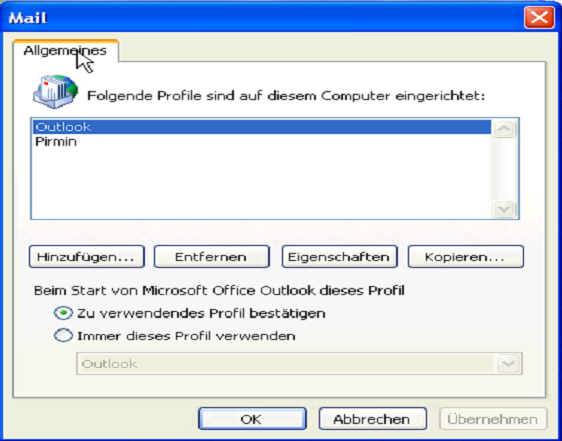 Mail
Allgemeines
Folgende Profile sind auf diesem Computer eingerichtet:
Outlook
Pirmin
Hinzufügen... Entfernen Eigenschaften Kopieren...
Beim Start von Microsoft Office Outlook dieses Profil
Zu verwendendes Profil bestätigen
Immer dieses Profil verwenden
Outlook
OK Abbrechen Übernehmen